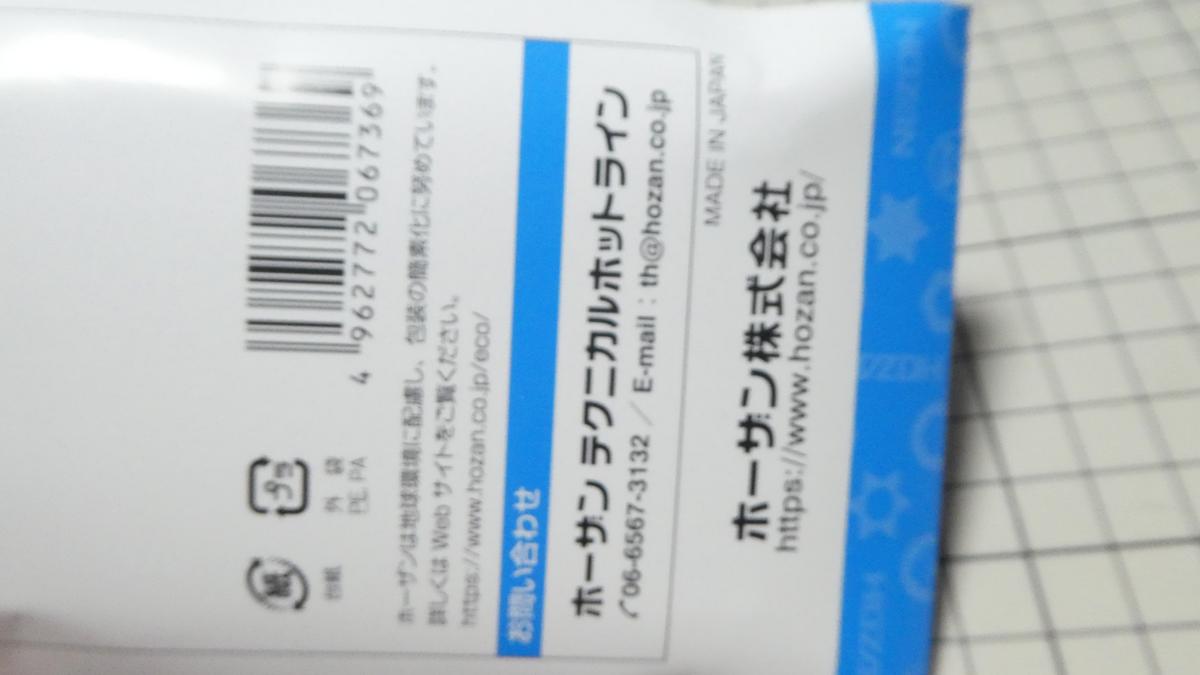 4 962772 067369
プラ
外 袋
PE, PA
紙
台紙
ホーザンは地球環境に配慮し、包装の簡素化に努めています。
詳しくは Web サイトをご覧ください。
https://www.hozan.co.jp/eco/
お問い合わせ
ホーザン テクニカルホットライン
06-6567-3132 / E-mail : th@hozan.co.jp
MADE IN JAPAN
ホーザン株式会社
https://www.hozan.co.jp/
HOZAN
HOZAN
HOZAN